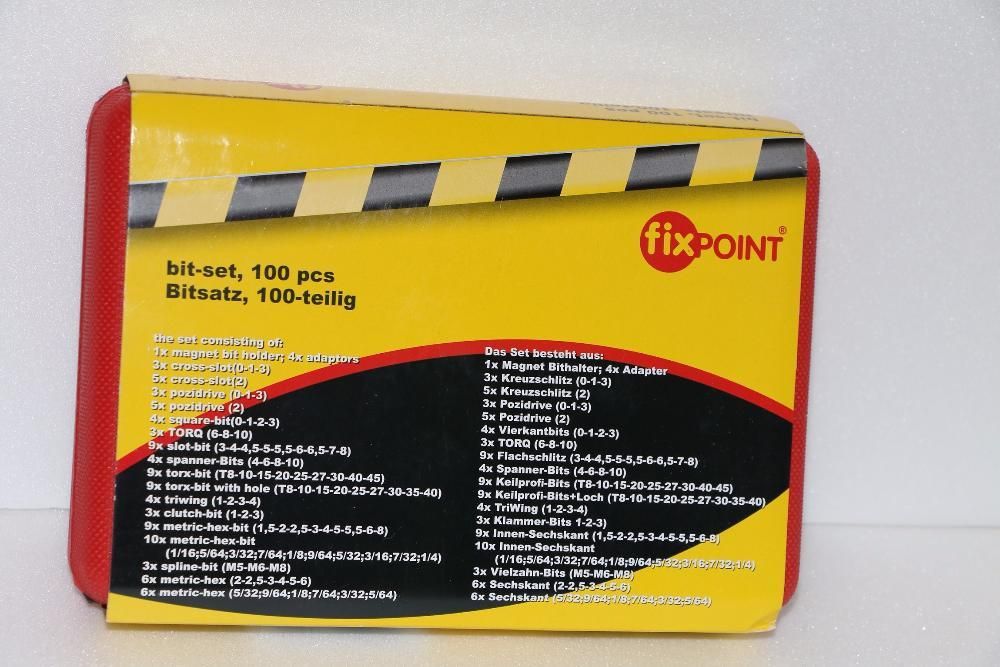 bit-set, 100 pcs
fixPOINT®
bit-set, 100 pcs
Bitsatz, 100-teilig
the set consisting of:
1x magnet bit holder; 4x adaptors
3x cross-slot(0-1-3)
5x cross-slot(2)
3x pozidrive (0-1-3)
5x pozidrive (2)
4x square-bit(0-1-2-3)
3x TORQ (6-8-10)
9x slot-bit (3-4-4,5-5-5,5-6-6,5-7-8)
4x spanner-Bits (4-6-8-10)
9x torx-bit (T8-10-15-20-25-27-30-40-45)
9x torx-bit with hole (T8-10-15-20-25-27-30-35-40)
4x triwing (1-2-3-4)
3x clutch-bit (1-2-3)
9x metric-hex-bit (1,5-2-2,5-3-4-5-5,5-6-8)
10x metric-hex-bit
(1/16;5/64;3/32;7/64;1/8;9/64;5/32;3/16;7/32;1/4)
3x spline-bit (M5-M6-M8)
6x metric-hex (2-2,5-3-4-5-6)
6x metric-hex (5/32;9/64;1/8;7/64;3/32;5/64)
Das Set besteht aus:
1x Magnet Bithalter; 4x Adapter
3x Kreuzschlitz (0-1-3)
5x Kreuzschlitz (2)
3x Pozidrive (0-1-3)
5x Pozidrive (2)
4x Vierkantbits (0-1-2-3)
3x TORQ (6-8-10)
9x Flachschlitz (3-4-4,5-5-5,5-6-6,5-7-8)
4x Spanner-Bits (4-6-8-10)
9x Keilprofi-Bits (T8-10-15-20-25-27-30-40-45)
9x Keilprofi-Bits+Loch (T8-10-15-20-25-27-30-35-40)
4x TriWing (1-2-3-4)
3x Klammer-Bits 1-2-3)
9x Innen-Sechskant (1,5-2-2,5-3-4-5-5,5-6-8)
10x Innen-Sechskant
(1/16;5/64;3/32;7/64;1/8;9/64;5/32;3/16;7/32;1/4)
3x Vielzahn-Bits (M5-M6-M8)
6x Sechskant (2-2,5-3-4-5-6)
6x Sechskant (5/32;9/64;1/8;7/64;3/32;5/64)